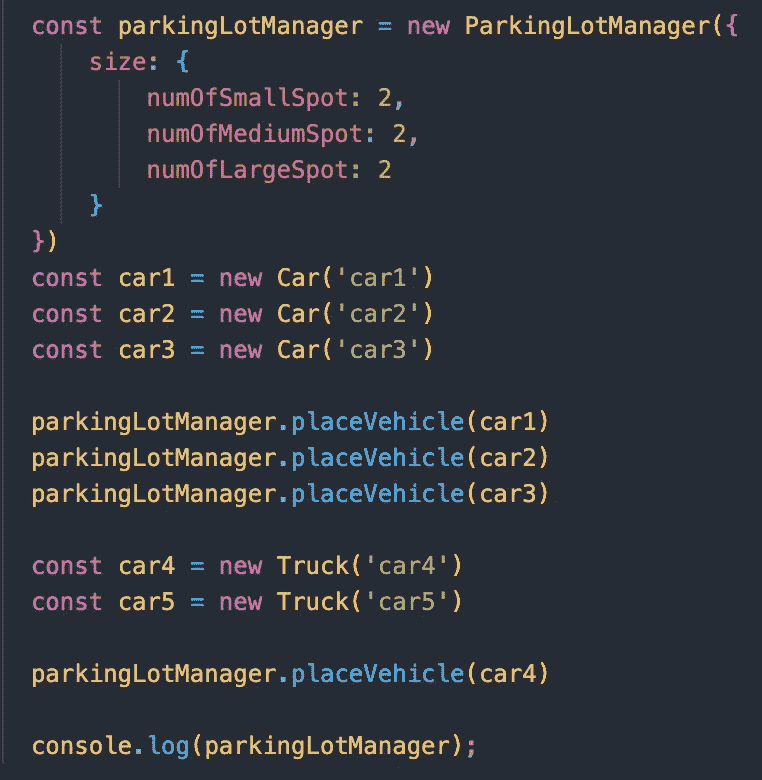 const parkingLotManager = new ParkingLotManager({
    size: {
        numOfSmallSpot: 2,
        numOfMediumSpot: 2,
        numOfLargeSpot: 2
    }
})
const car1 = new Car('car1')
const car2 = new Car('car2')
const car3 = new Car('car3')

parkingLotManager.placeVehicle(car1)
parkingLotManager.placeVehicle(car2)
parkingLotManager.placeVehicle(car3)

const car4 = new Truck('car4')
const car5 = new Truck('car5')

parkingLotManager.placeVehicle(car4)

console.log(parkingLotManager);